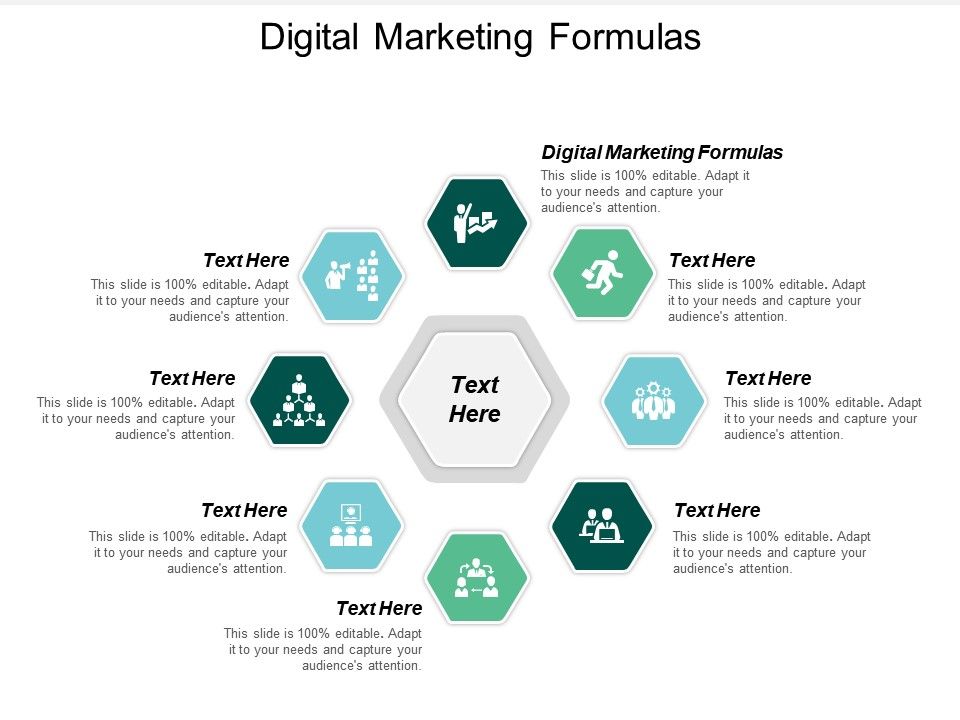 Digital Marketing Formulas
Digital Marketing Formulas
This slide is 100% editable. Adapt it
to your needs and capture your
audience's attention.
Text Here
This slide is 100% editable. Adapt
it to your needs and capture your
audience's attention.
Text Here
This slide is 100% editable. Adapt
it to your needs and capture your
audience's attention.
Text Here
This slide is 100% editable. Adapt
it to your needs and capture your
audience's attention.
Text Here
This slide is 100% editable. Adapt
it to your needs and capture your
audience's attention.
Text Here
This slide is 100% editable. Adapt
it to your needs and capture your
audience's attention.
Text Here
This slide is 100% editable. Adapt
it to your needs and capture your
audience's attention.
Text Here
This slide is 100% editable. Adapt
it to your needs and capture your
audience's attention.
Text
Here